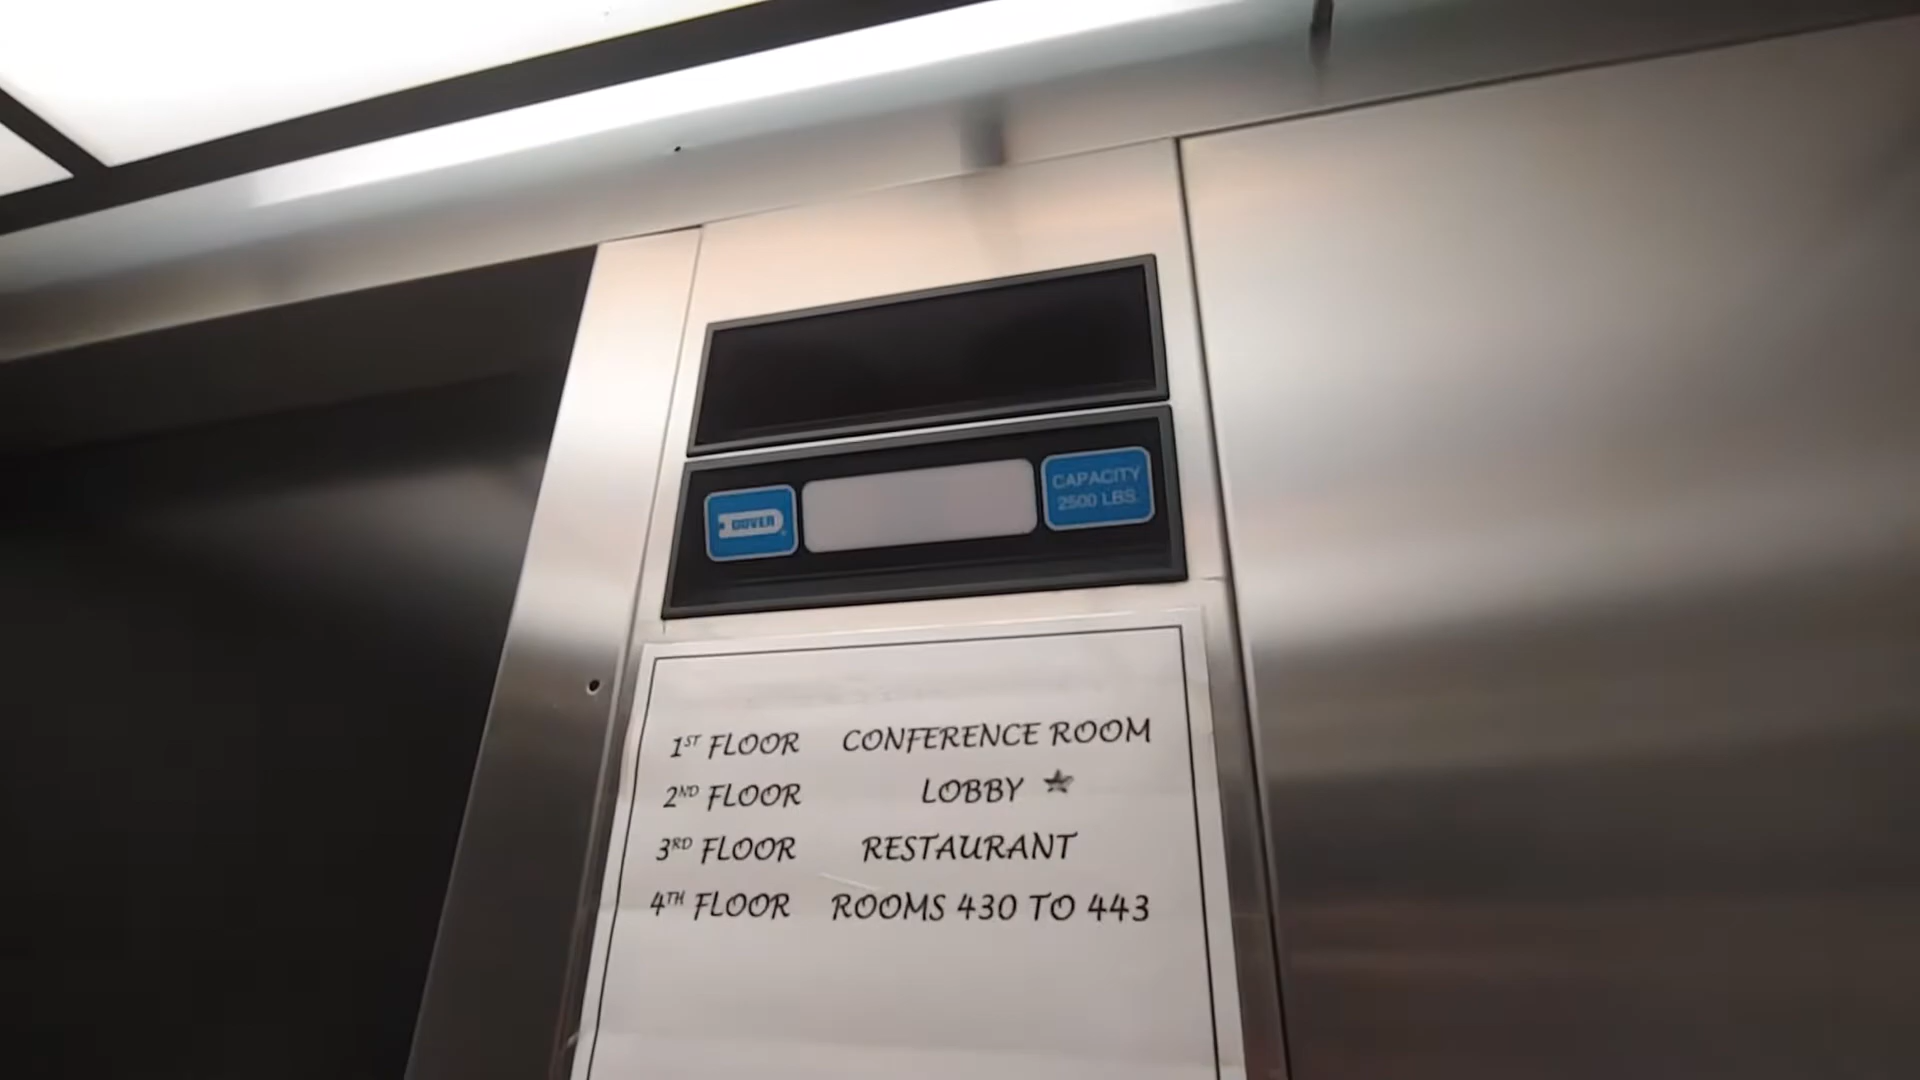 DOVER
CAPACITY
2500 LBS.
1ST FLOOR CONFERENCE ROOM
2ND FLOOR LOBBY ★
3RD FLOOR RESTAURANT
4TH FLOOR ROOMS 430 TO 443